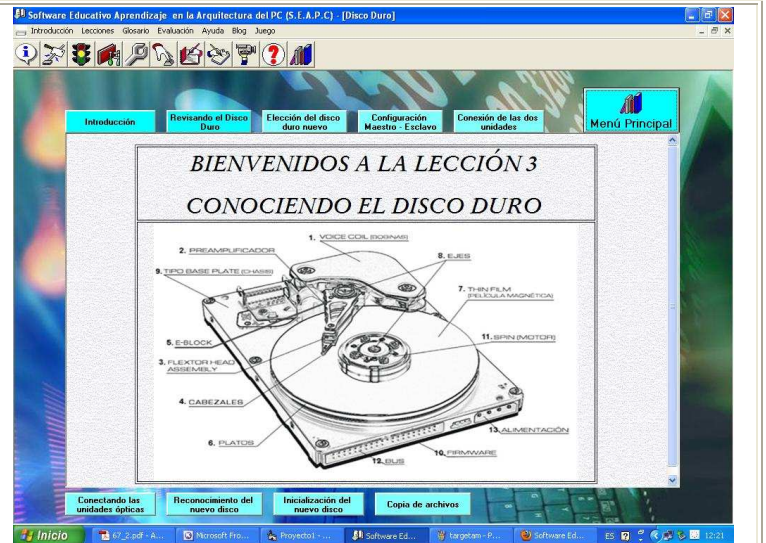 Software Educativo Aprendizaje en la Arquitectura del PC (S.E.A.P.C) - [Disco Duro]
Introducción Lecciones Glosario Evaluación Ayuda Blog Juego
Introducción
Revisando el Disco
Duro
Elección del disco
duro nuevo
Configuración
Maestro - Esclavo
Conexión de las dos
unidades
Menú Principal
BIENVENIDOS A LA LECCIÓN 3
CONOCIENDO EL DISCO DURO
1. VOICE COIL (BOBINAS)
2. PREAMPLIFICADOR
8. EJES
9. TIPO BASE PLATE (CHASIS)
7. THIN FILM
(PELÍCULA MAGNÉTICA)
11. SPIN (MOTOR)
5. E-BLOCK
3. FLEXTOR HEAD
ASSEMBLY
4. CABEZALES
13. ALIMENTACIÓN
6. PLATOS
10. FIRMWARE
12. BUS
Conectando las
unidades ópticas
Reconocimiento del
nuevo disco
Inicialización del
nuevo disco
Copia de archivos
Inicio
67_2.pdf - A...
Microsoft Fro...
Proyecto1 - ...
Software Ed...
targetam - P...
Software Ed...
ES
12:21